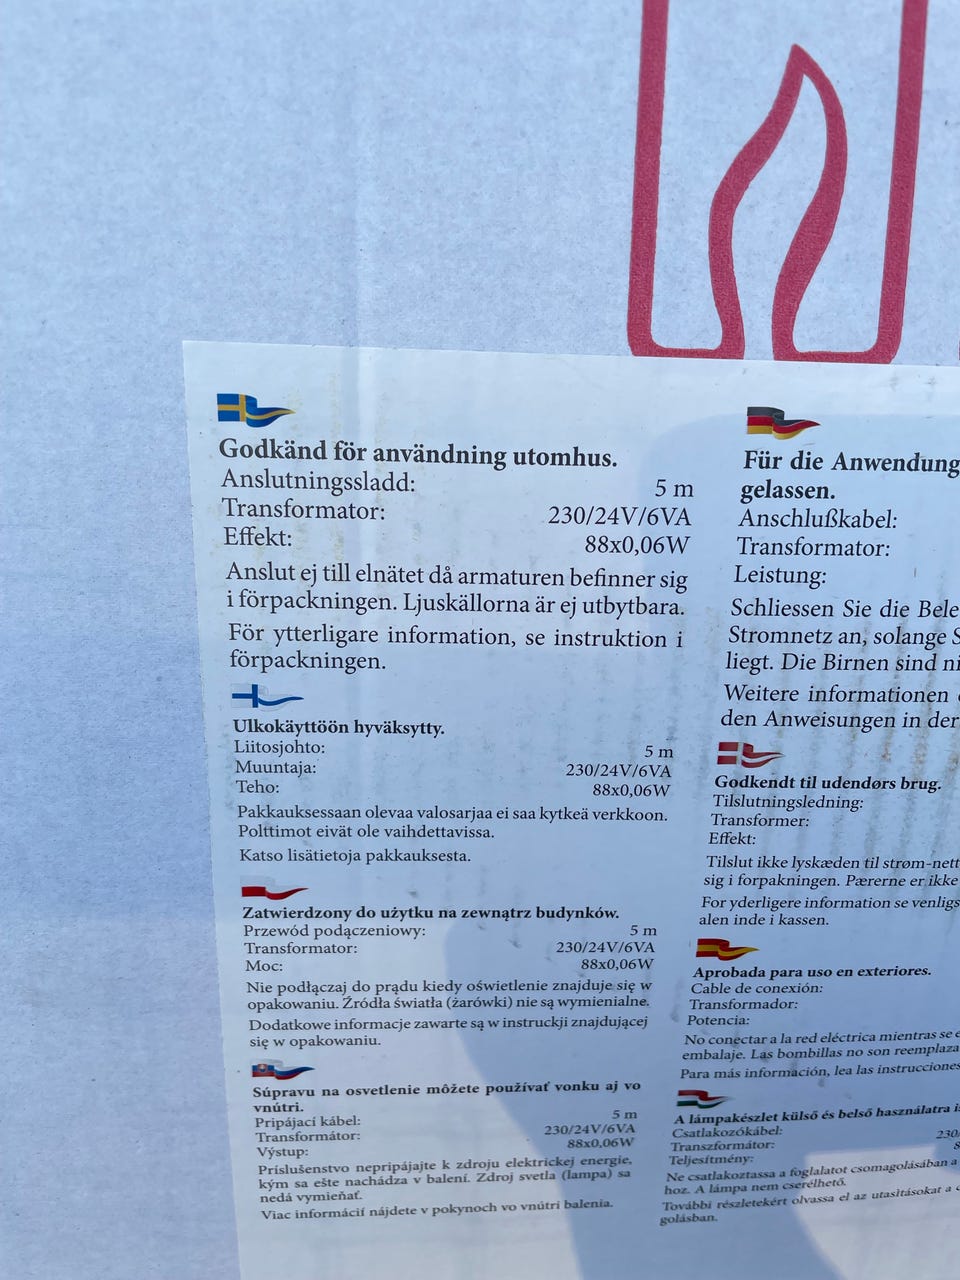 Godkänd för användning utomhus.
Anslutningssladd: 5 m
Transformator: 230/24V/6VA
Effekt: 88x0,06W
Anslut ej till elnätet då armaturen befinner sig
i förpackningen. Ljuskällorna är ej utbytbara.
För ytterligare information, se instruktion i
förpackningen.
Ulkokäyttöön hyväksytty.
Liitosjohto: 5 m
Muuntaja: 230/24V/6VA
Teho: 88x0,06W
Pakkauksessaan olevaa valosarjaa ei saa kytkeä verkkoon.
Polttimot eivät ole vaihdettavissa.
Katso lisätietoja pakkauksesta.
Zatwierdzony do użytku na zewnątrz budynków.
Przewód podączeniowy: 5 m
Transformator: 230/24V/6VA
Moc: 88x0,06W
Nie podłączaj do prądu kiedy oświetlenie znajduje się w
opakowaniu. Źródła światła (żarówki) nie są wymienialne.
Dodatkowe informacje zawarte są w instruckji znajdującej
się w opakowaniu.
Súpravu na osvetlenie môžete používať vonku aj vo
vnútri.
Pripájací kábel: 5 m
Transformátor: 230/24V/6VA
Výstup: 88x0,06W
Príslušenstvo nepripájajte k zdroju elektrickej energie,
kým sa ešte nachádza v balení. Zdroj svetla (lampa) sa
nedá vymieňať.
Viac informácií nájdete v pokynoch vo vnútri balenia.
Für die Anwendung
gelassen.
Anschlußkabel:
Transformator:
Leistung:
Schliessen Sie die Bele
Stromnetz an, solange S
liegt. Die Birnen sind ni
Weitere informationen
den Anweisungen in der
Godkendt til udendørs brug.
Tilslutningsledning:
Transformer:
Effekt:
Tilslut ikke lyskæden til strøm-nett
sig i forpakningen. Pærerne er ikke
For yderligere information se venligs
alen inde i kassen.
Aprobada para uso en exteriores.
Cable de conexión:
Transformador:
Potencia:
No conectar a la red eléctrica mientras se e
embalaje. Las bombillas no son reemplaza
Para más información, lea las instrucciones
A lámpakészlet külső és belső használatra i
Csatlakozókábel:
Transzformátor: 230/
Teljesítmény: 8
Ne csatlakoztassa a foglalatot csomagolásában a
hoz. A lámpa nem cserélhető.
További részletekért olvassa el az utasításokat a c
golásban.